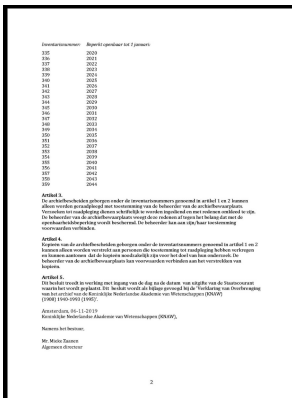 Inventarisnummer Beperkt openbaar tot 1 januari:
335 2020
336 2021
337 2022
338 2023
339 2024
340 2025
341 2026
342 2027
343 2028
344 2029
345 2030
346 2031
347 2032
348 2033
349 2034
350 2035
351 2036
352 2037
353 2038
354 2039
355 2040
356 2041
357 2042
358 2043
359 2044
Artikel 3.
De archiefbescheiden geborgen onder de inventarisnummers genoemd in artikel 1 en 2
kunnen alleen worden geraadpleegd met toestemming van de beheerder van de archiefbewaarplaats.
Verzoeken tot raadpleging dienen schriftelijk te worden ingediend en met redenen omkleed te zijn.
De beheerder van de archiefbewaarplaats weegt deze redenen af tegen het belang dat met de
openbaarheidsbeperking wordt beschermd. De beheerder kan aan zijn/haar toestemming
voorwaarden verbinden.
Artikel 4.
Kopieën van de archiefbescheiden geborgen onder de inventarisnummers genoemd in artikel 1 en 2
kunnen alleen worden verstrekt aan personen die toestemming tot raadpleging hebben verkregen
en kunnen aantonen dat de kopieën noodzakelijk zijn voor het doel van hun onderzoek. De
beheerder van de archiefbewaarplaats kan voorwaarden verbinden aan het verstrekken van
kopieën.
Artikel 5.
Dit besluit treedt in werking met ingang van de dag na de datum van uitgifte van de Staatscourant
waarin het wordt geplaatst. Dit besluit wordt als bijlage gevoegd bij de 'Verklaring van Overbrenging
van het archief van de Koninklijke Nederlandse Akademie van Wetenschappen (KNAW)
(1908) 1940-1993 (1995)'.
Amsterdam, 06-11-2019
Koninklijke Nederlandse Akademie van Wetenschappen (KNAW),
Namens het bestuur,
Mr. Mieke Zaanen
Algemeen directeur
2